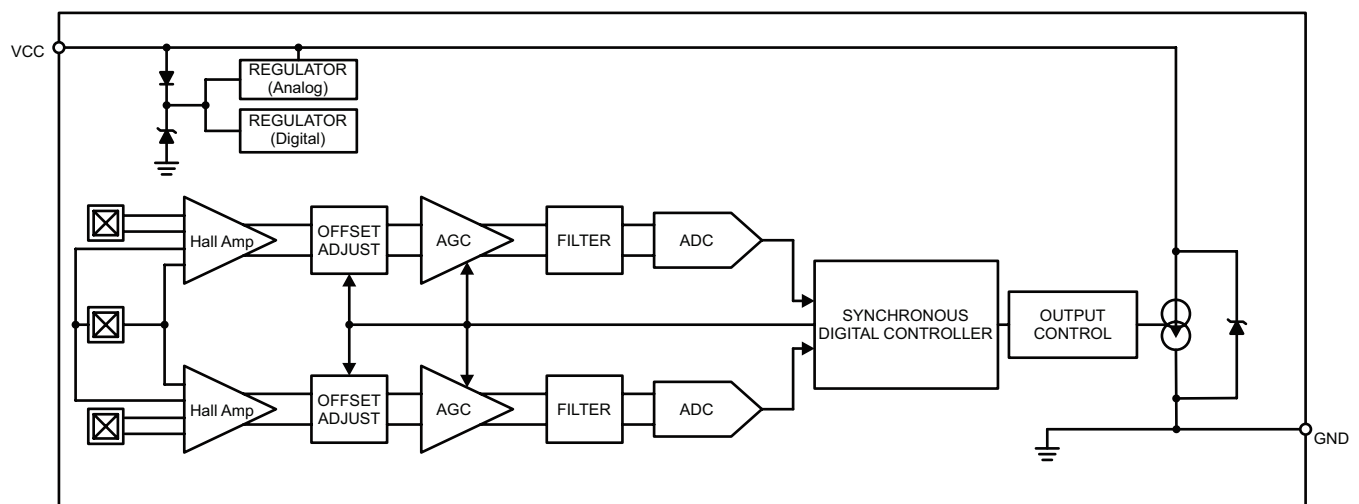 VCC
REGULATOR
(Analog)
REGULATOR
(Digital)
Hall Amp
OFFSET
ADJUST
AGC
FILTER
ADC
SYNCHRONOUS
DIGITAL CONTROLLER
OUTPUT
CONTROL
Hall Amp
OFFSET
ADJUST
AGC
FILTER
ADC
GND